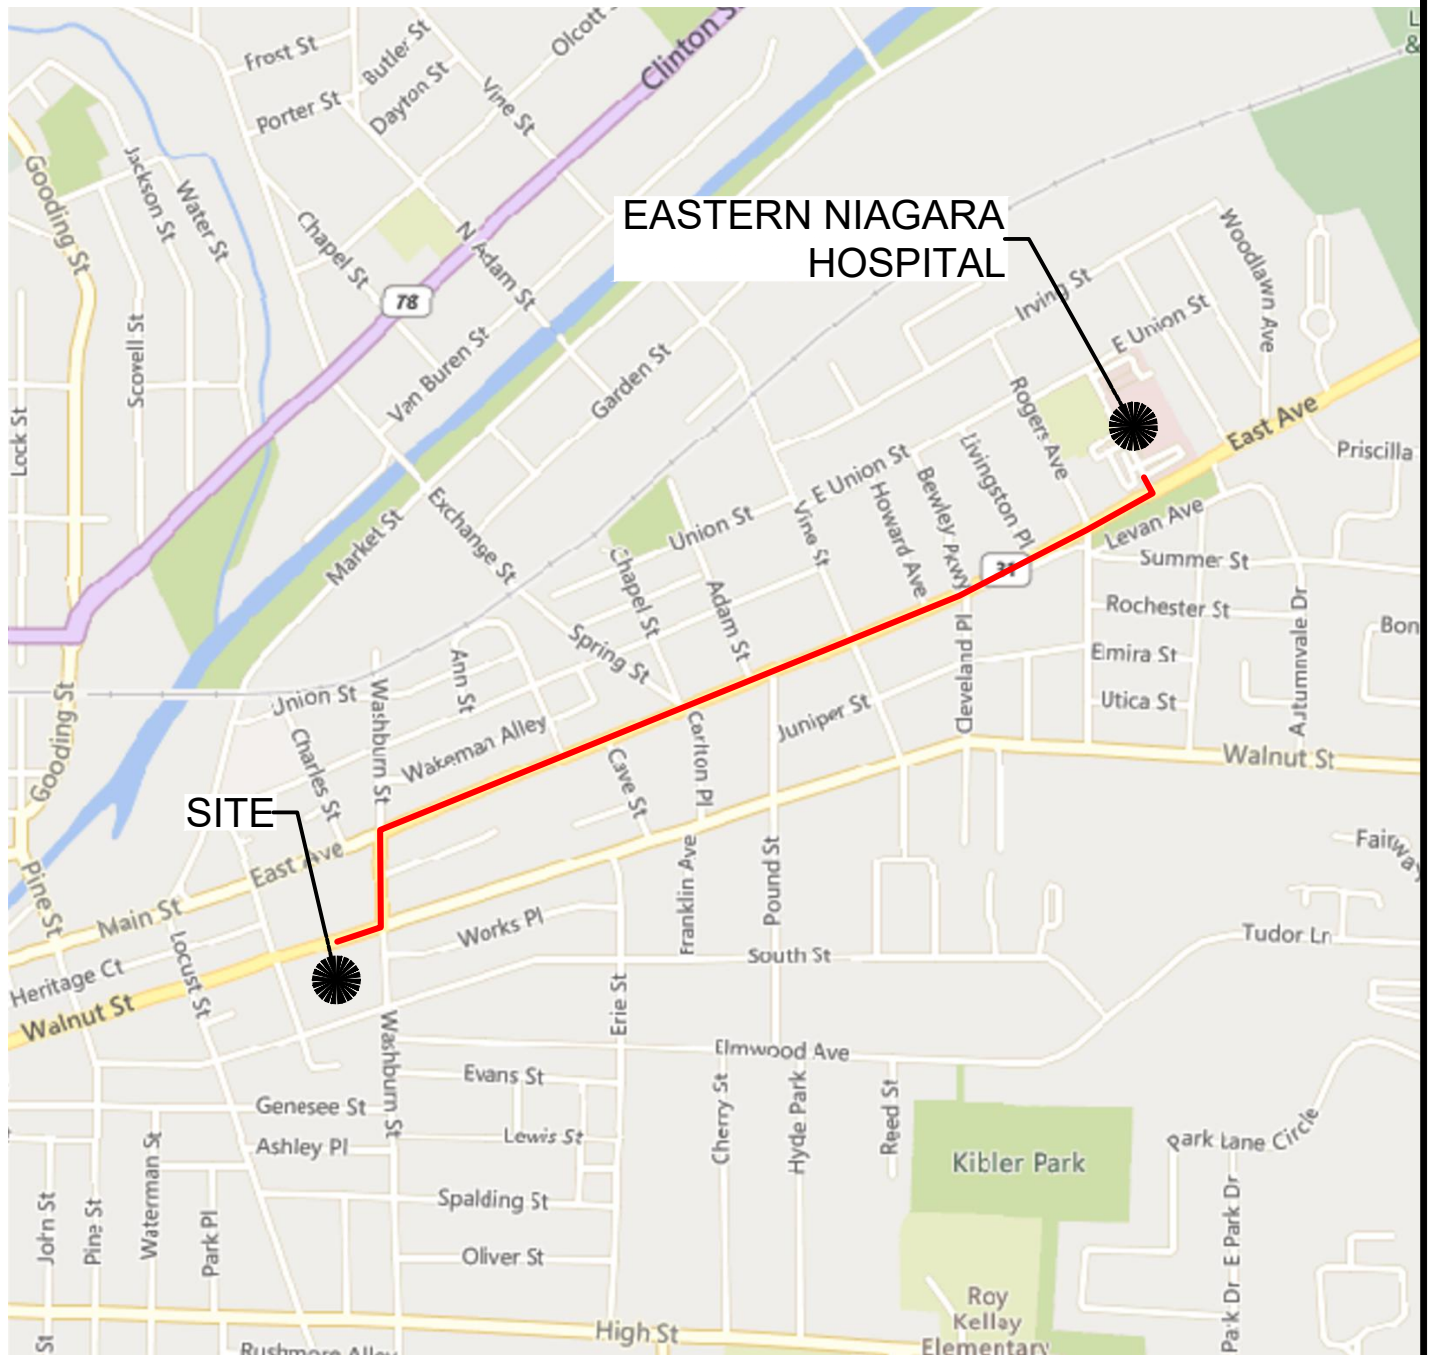 Frost St
Butler St
Olcott S
Clinton St
L
&
Porter St
Dayton St
Vine St
Gooding St
Jackson St
Water St
Chapel St
N Adam St
EASTERN NIAGARA
HOSPITAL
Woodlawn Ave
78
Irving St
E Union St
Scovell St
Van Buren St
Garden St
Lock St
Rogers Ave
East Ave
Priscilla
Livingston Pl
E Union St
Bewley Pkwy
Howard Ave
Market St
Exchange St
Union St
Vine St
Levan Ave
Summer St
31
Chapel St
Adam St
Rochester St
Autumnvale Dr
Bon
Spring St
Ann St
Cleveland Pl
Elmira St
Union St
Washburn St
Utica St
Gooding St
Juniper St
Carlton Pl
Wakeman Alley
Charles St
Cave St
Walnut St
SITE
East Ave
Fairway
Pine St
Main St
Franklin Ave
Pound St
Works Pl
Tudor Ln
Locust St
South St
Heritage Ct
Walnut St
Erie St
Washburn St
Elmwood Ave
Evans St
Genesee St
Cherry St
Hyde Park
Reed St
Lewis St
Ashley Pl
Park Lane Circle
Kibler Park
Waterman St
Spalding St
John St
Pine St
Park Pl
E Park Dr
Oliver St
Park Dr
Roy
Kelley
Elementary
High St
St
Rushmore Alley